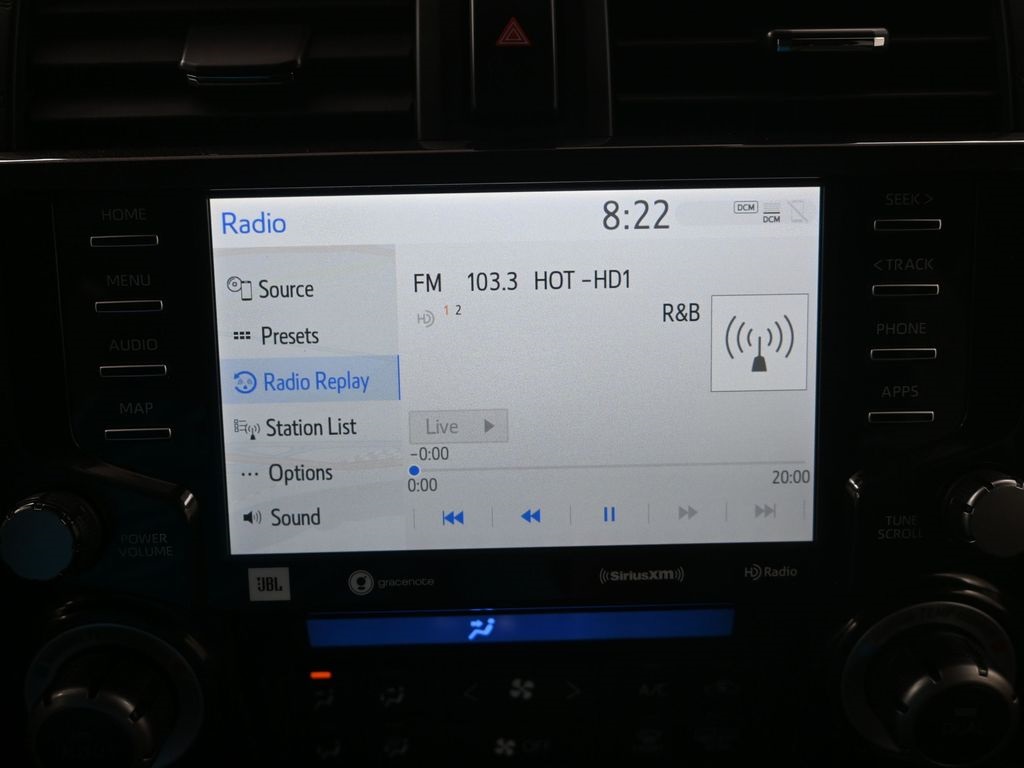 HOME
MENU
AUDIO
MAP
POWER
VOLUME
Radio
8:22
DCM
DCM
Source
Presets
Radio Replay
Station List
Options
Sound
FM 103.3 HOT -HD1
HD 1 2
R&B
Live
-0:00
0:00
20:00
SEEK >
< TRACK
PHONE
APPS
TUNE
SCROLL
JBL
gracenote
((SiriusXM))
HD Radio
A/C
OFF